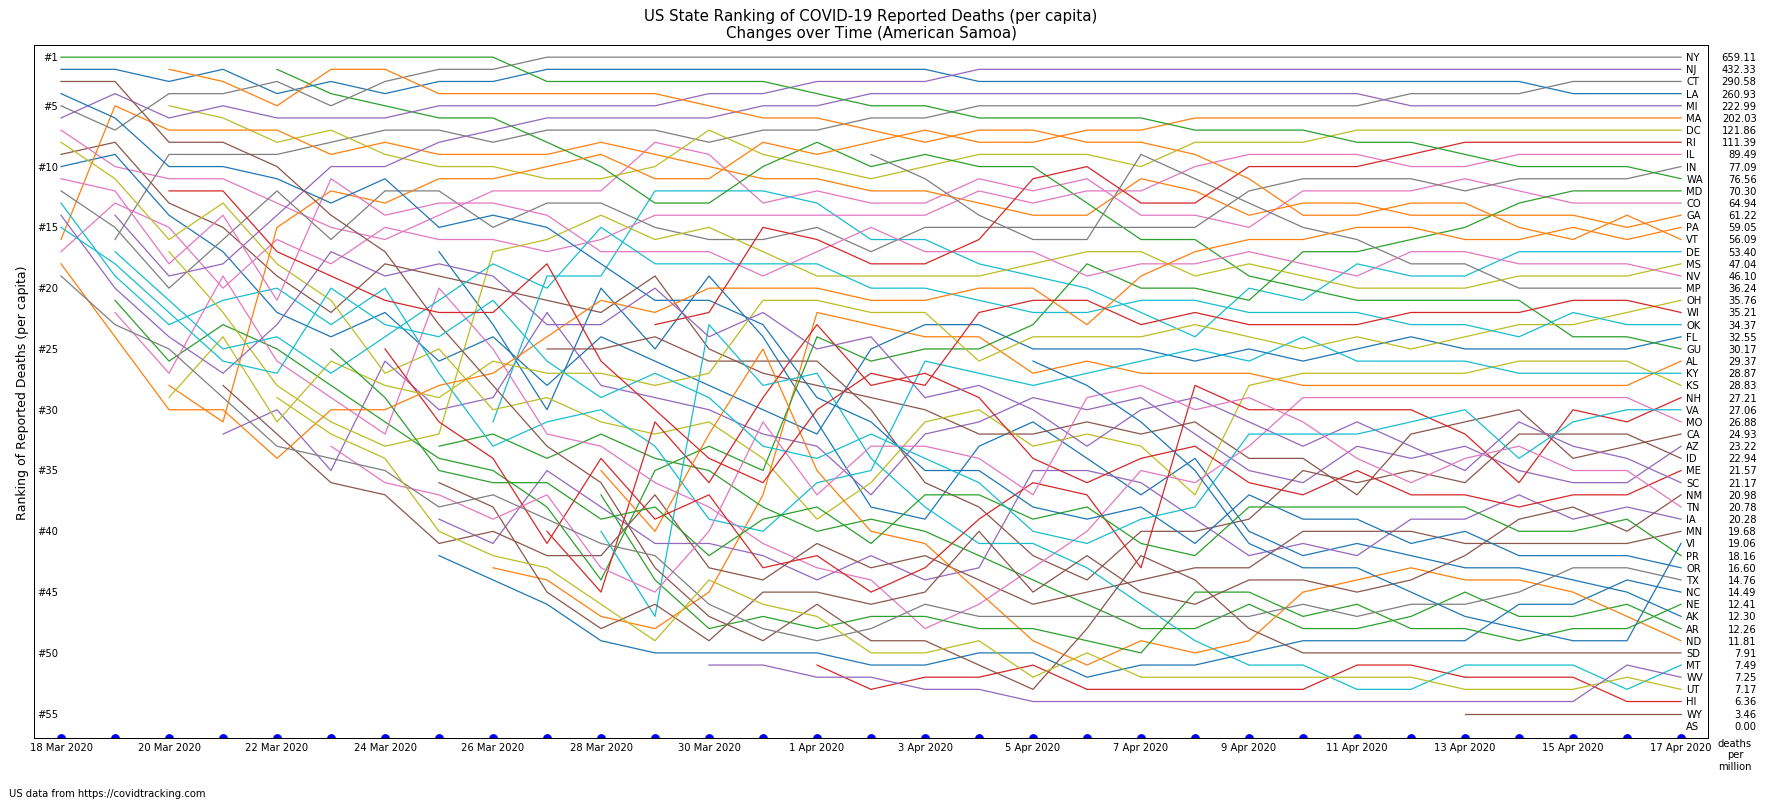 US State Ranking of COVID-19 Reported Deaths (per capita)
Changes over Time (American Samoa)
Ranking of Reported Deaths (per capita)
#1
#5
#10
#15
#20
#25
#30
#35
#40
#45
#50
#55
NY 659.11
NJ 432.33
CT 290.58
LA 260.93
MI 222.99
MA 202.03
DC 121.86
RI 111.39
IL 89.49
IN 77.09
WA 76.56
MD 70.30
CO 64.94
GA 61.22
PA 59.05
VT 56.09
DE 53.40
MS 47.04
NV 46.10
MP 36.24
OH 35.76
WI 35.21
OK 34.37
FL 32.55
GU 30.17
AL 29.37
KY 28.87
KS 28.83
NH 27.21
VA 27.06
MO 26.88
CA 24.93
AZ 23.22
ID 22.94
ME 21.57
SC 21.17
NM 20.98
TN 20.78
IA 20.28
MN 19.68
VI 19.06
PR 18.16
OR 16.60
TX 14.76
NC 14.49
NE 12.41
AK 12.30
AR 12.26
ND 11.81
SD 7.91
MT 7.49
WV 7.25
UT 7.17
HI 6.36
WY 3.46
AS 0.00
18 Mar 2020 20 Mar 2020 22 Mar 2020 24 Mar 2020 26 Mar 2020 28 Mar 2020 30 Mar 2020 1 Apr 2020 3 Apr 2020 5 Apr 2020 7 Apr 2020 9 Apr 2020 11 Apr 2020 13 Apr 2020 15 Apr 2020 17 Apr 2020
deaths
per
million
US data from https://covidtracking.com